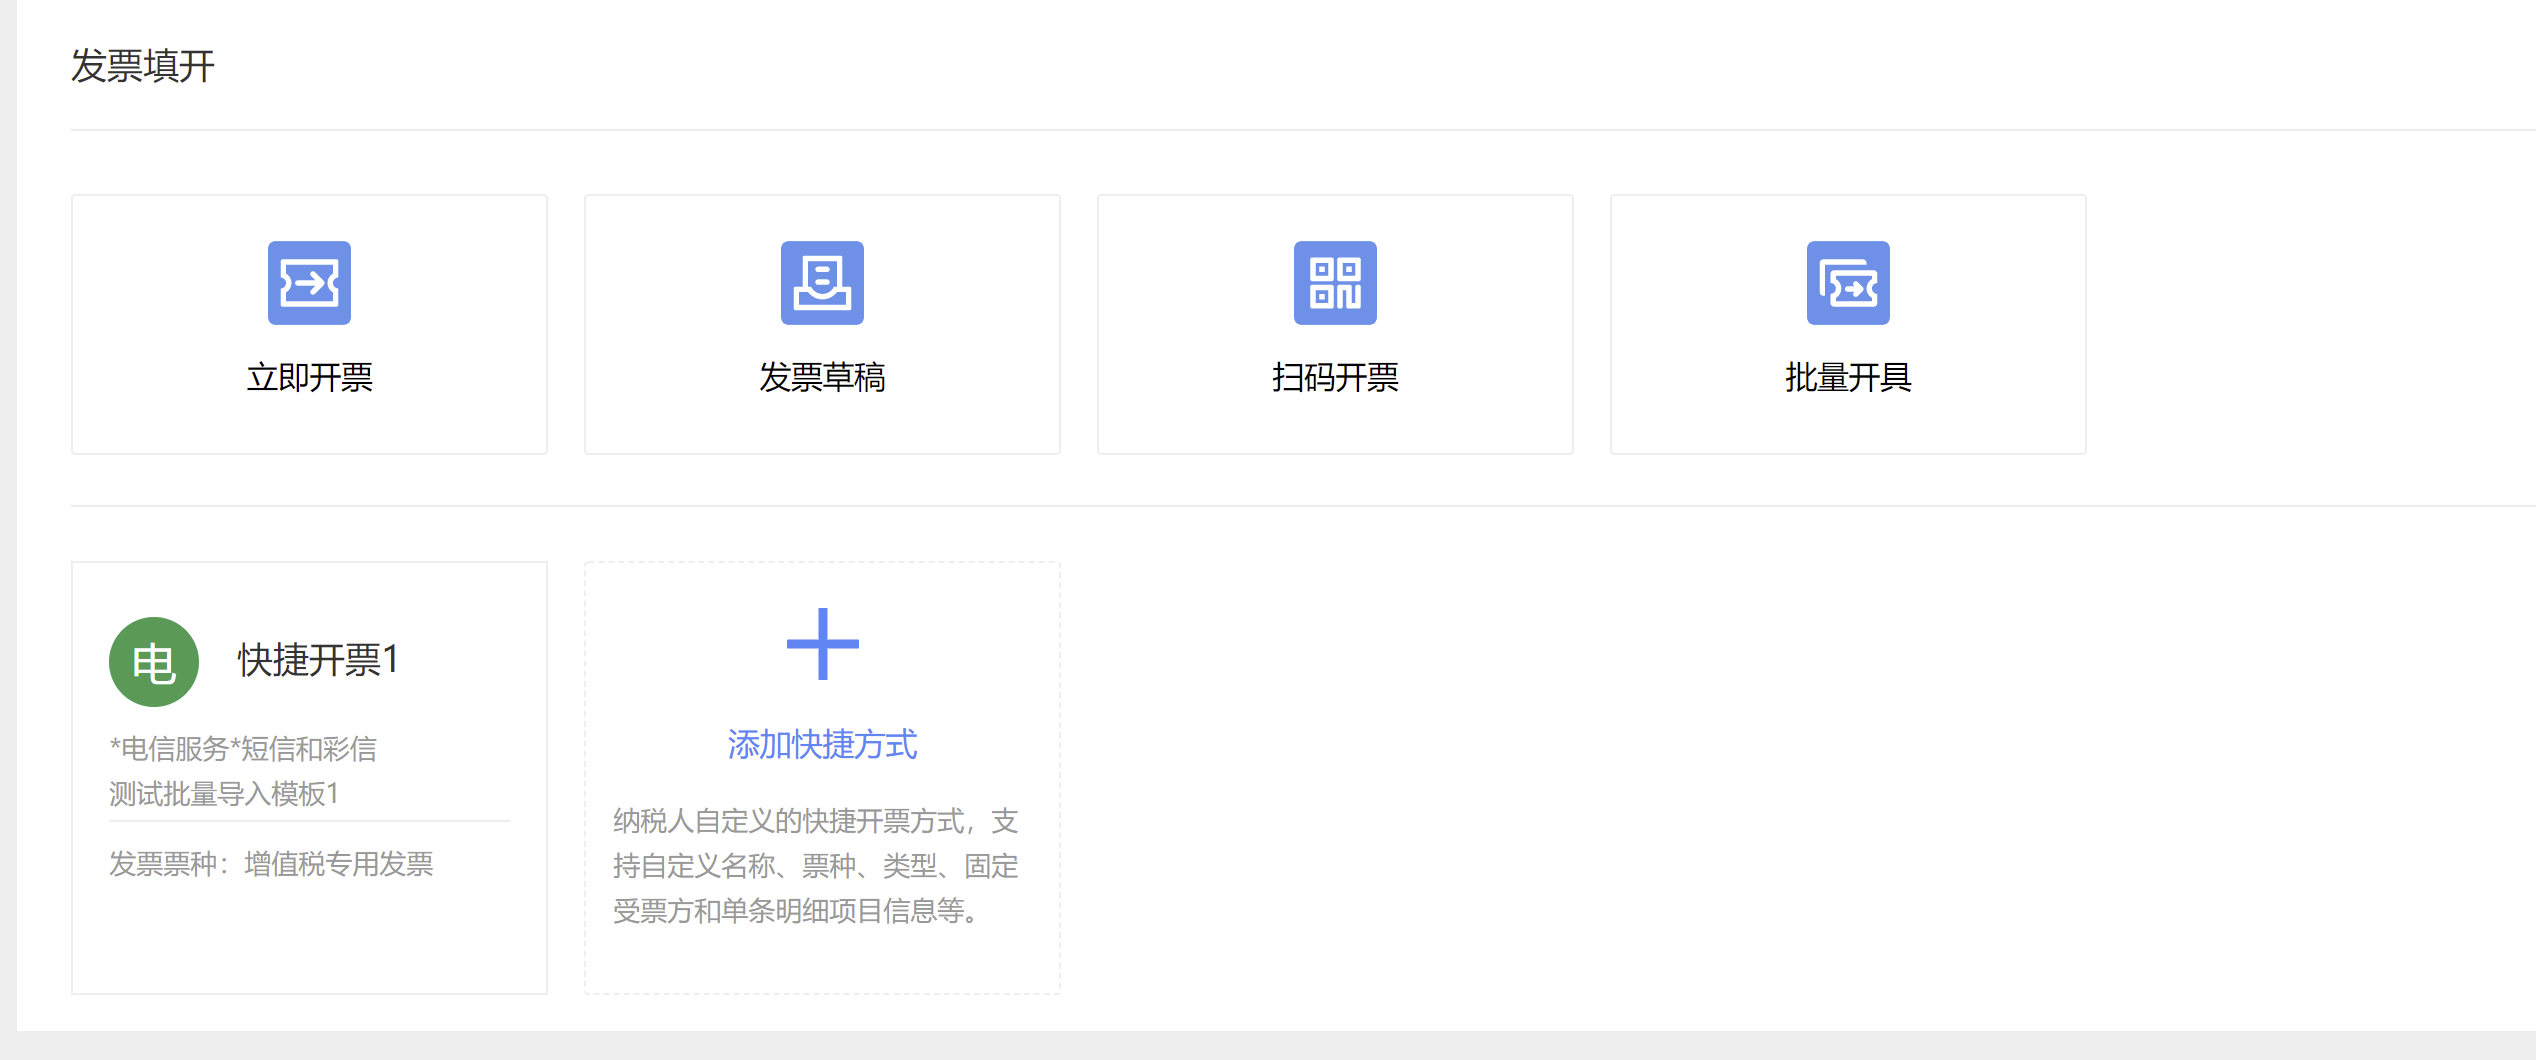 发票填开
立即开票
发票草稿
扫码开票
批量开具
电
快捷开票1
*电信服务*短信和彩信
测试批量导入模板1
发票票种：增值税专用发票
添加快捷方式
纳税人自定义的快捷开票方式，支
持自定义名称、票种、类型、固定
受票方和单条明细项目信息等。